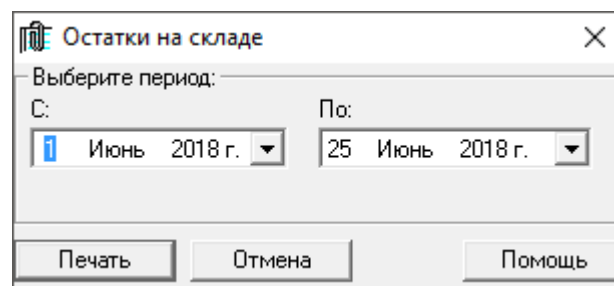 Остатки на складе
Выберите период:
С: По:
1 Июнь 2018 г. 25 Июнь 2018 г.
Печать Отмена Помощь